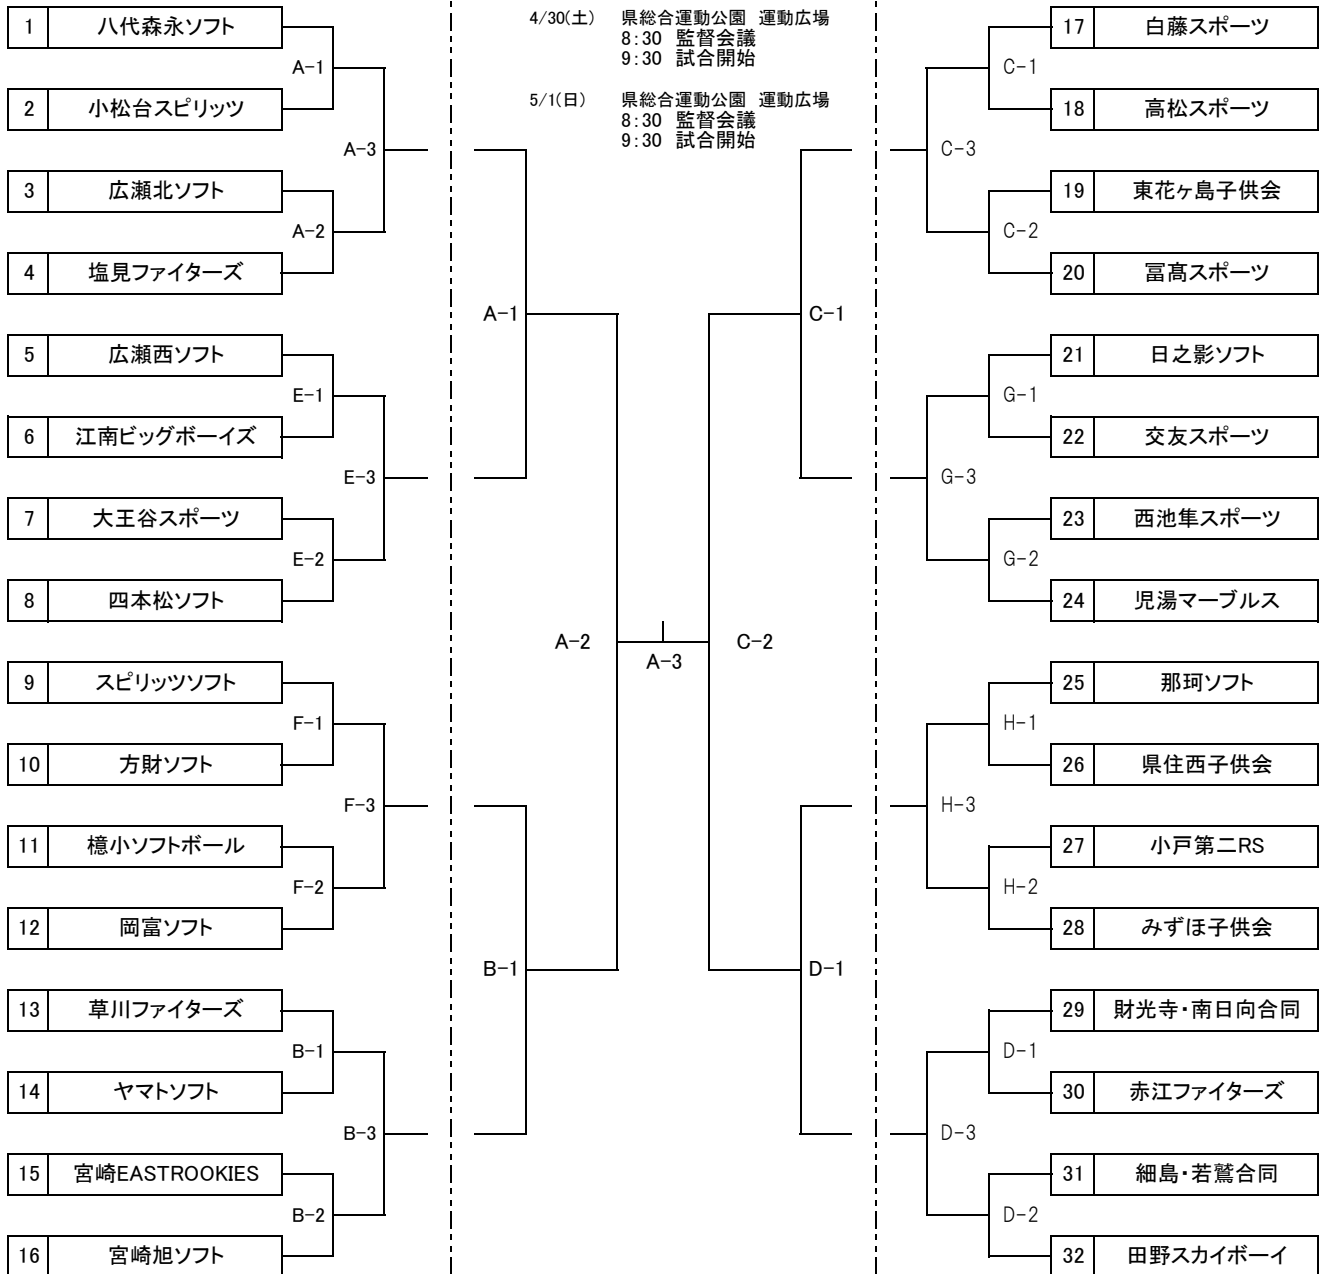 4/30(土) 県総合運動公園 運動広場
8:30 監督会議
9:30 試合開始
5/1(日) 県総合運動公園 運動広場
8:30 監督会議
9:30 試合開始
1 八代森永ソフト
A-1
2 小松台スピリッツ
A-3
3 広瀬北ソフト
A-2
4 塩見ファイターズ
5 広瀬西ソフト
E-1
6 江南ビッグボーイズ
E-3
7 大王谷スポーツ
E-2
8 四本松ソフト
9 スピリッツソフト
F-1
10 方財ソフト
F-3
11 檍小ソフトボール
F-2
12 岡富ソフト
13 草川ファイターズ
B-1
14 ヤマトソフト
B-3
15 宮崎EASTROOKIES
B-2
16 宮崎旭ソフト
A-1
B-1
A-2
A-3
C-2
C-1
D-1
17 白藤スポーツ
C-1
18 高松スポーツ
C-3
19 東花ヶ島子供会
C-2
20 冨髙スポーツ
21 日之影ソフト
G-1
22 交友スポーツ
G-3
23 西池隼スポーツ
G-2
24 児湯マーブルス
25 那珂ソフト
H-1
26 県住西子供会
H-3
27 小戸第二RS
H-2
28 みずほ子供会
29 財光寺・南日向合同
D-1
30 赤江ファイターズ
D-3
31 細島・若鷲合同
D-2
32 田野スカイボーイ